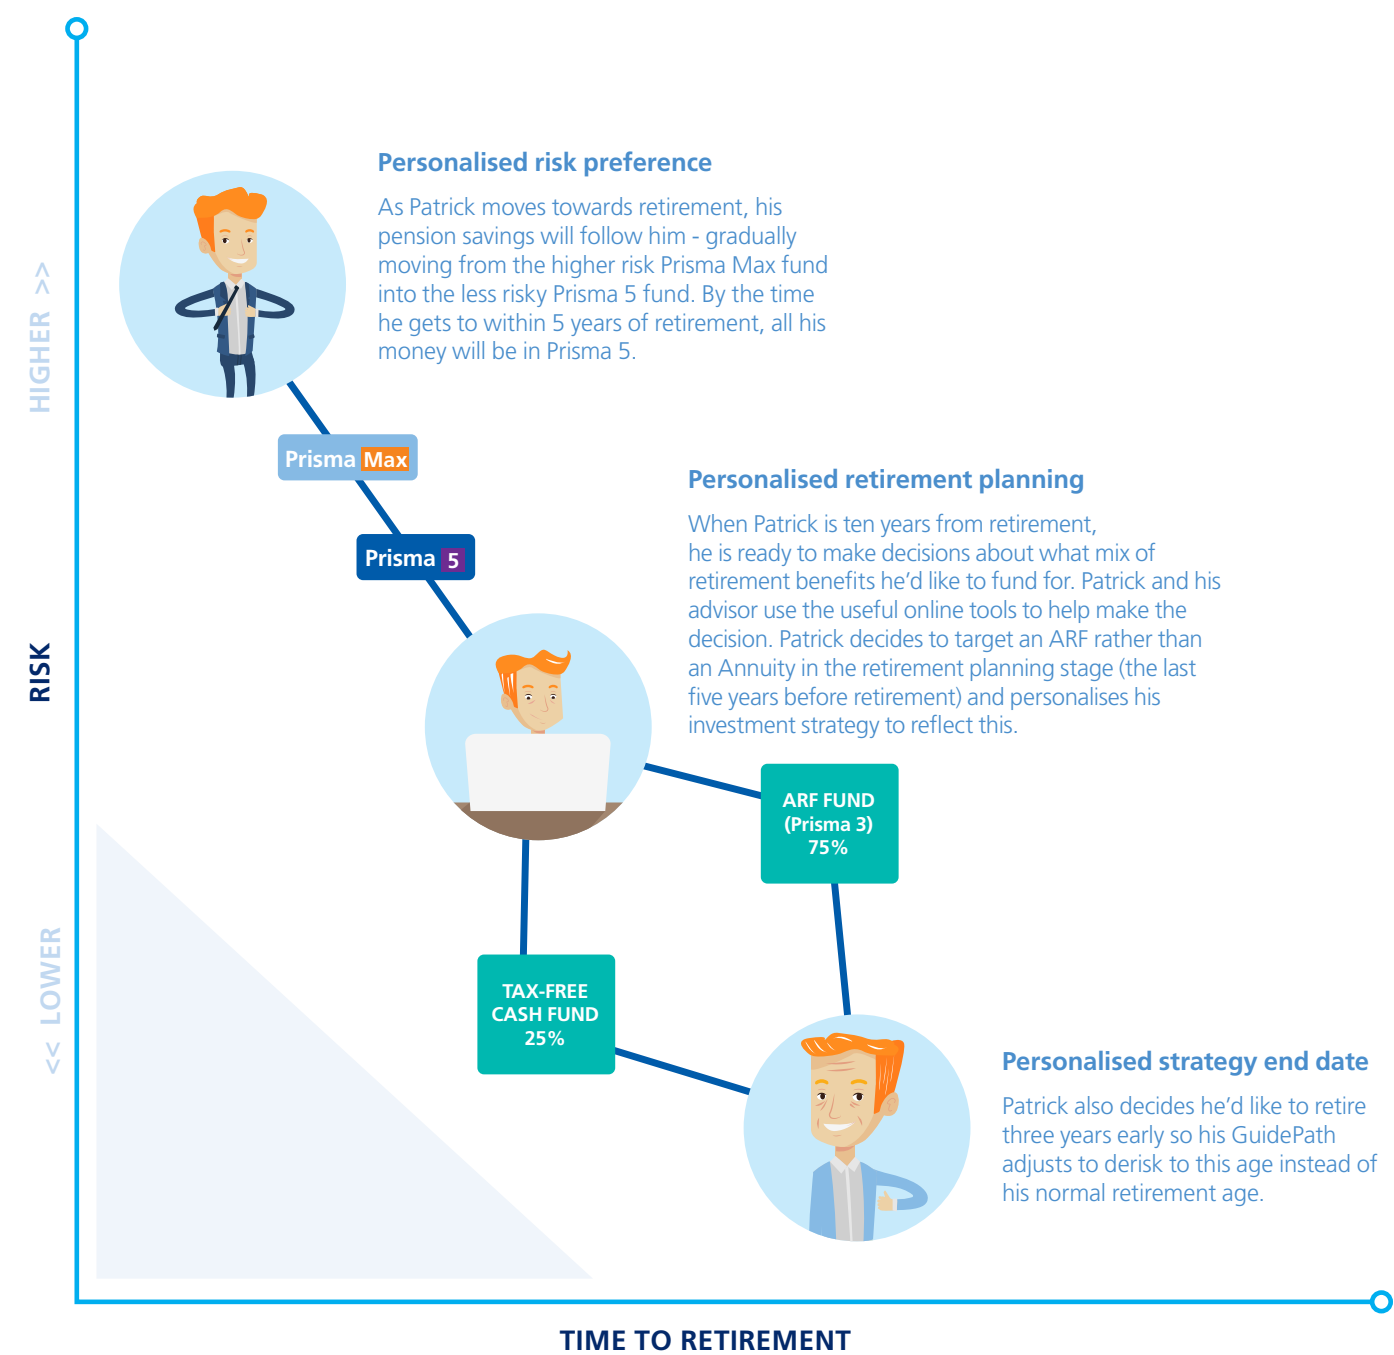 Personalised risk preference
As Patrick moves towards retirement, his
pension savings will follow him - gradually
moving from the higher risk Prisma Max fund
into the less risky Prisma 5 fund. By the time
he gets to within 5 years of retirement, all his
money will be in Prisma 5.
HIGHER >>
Prisma Max
Prisma 5
Personalised retirement planning
When Patrick is ten years from retirement,
he is ready to make decisions about what mix of
retirement benefits he’d like to fund for. Patrick and his
advisor use the useful online tools to help make the
decision. Patrick decides to target an ARF rather than
an Annuity in the retirement planning stage (the last
five years before retirement) and personalises his
investment strategy to reflect this.
RISK
ARF FUND
(Prisma 3)
75%
<< LOWER
TAX-FREE
CASH FUND
25%
Personalised strategy end date
Patrick also decides he’d like to retire
three years early so his GuidePath
adjusts to derisk to this age instead of
his normal retirement age.
TIME TO RETIREMENT